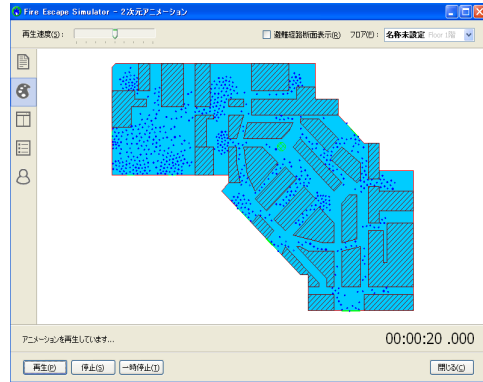 Fire Escape Simulator - 2次元アニメーション
再生速度(S): 避難経路断面表示(R) フロア(F): 名称未設定 Floor 1階
アニメーションを再生しています... 00:00:20 .000
再生(P) 停止(S) 一時停止(T) 閉じる(C)